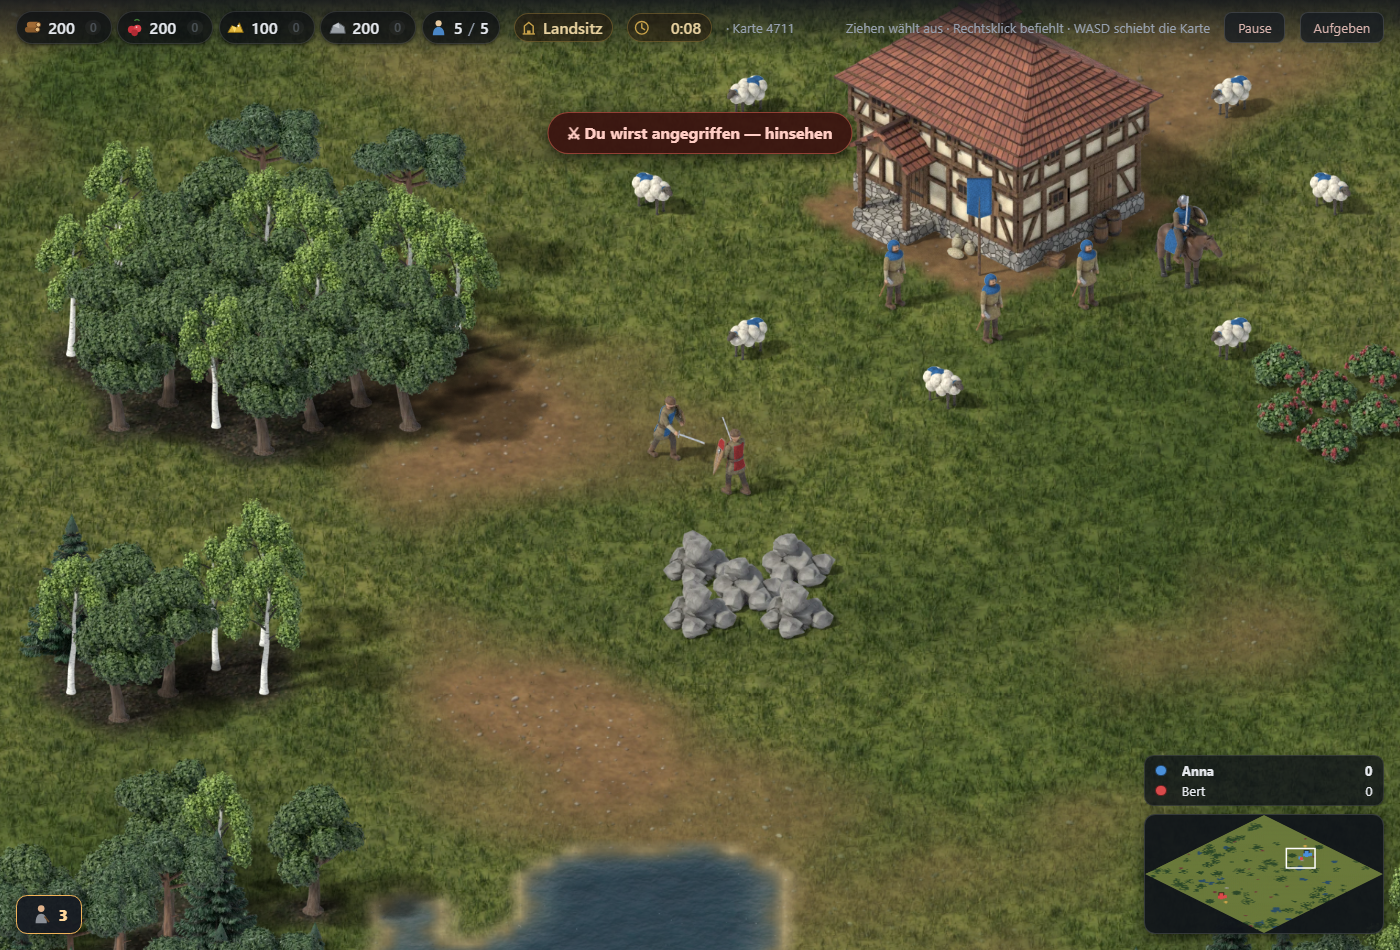 200 0 200 0 100 0 200 0 5 / 5 Landsitz 0:08 · Karte 4711 Ziehen wählt aus · Rechtsklick befiehlt · WASD schiebt die Karte Pause Aufgeben
Du wirst angegriffen — hinsehen
Anna 0
Bert 0
3